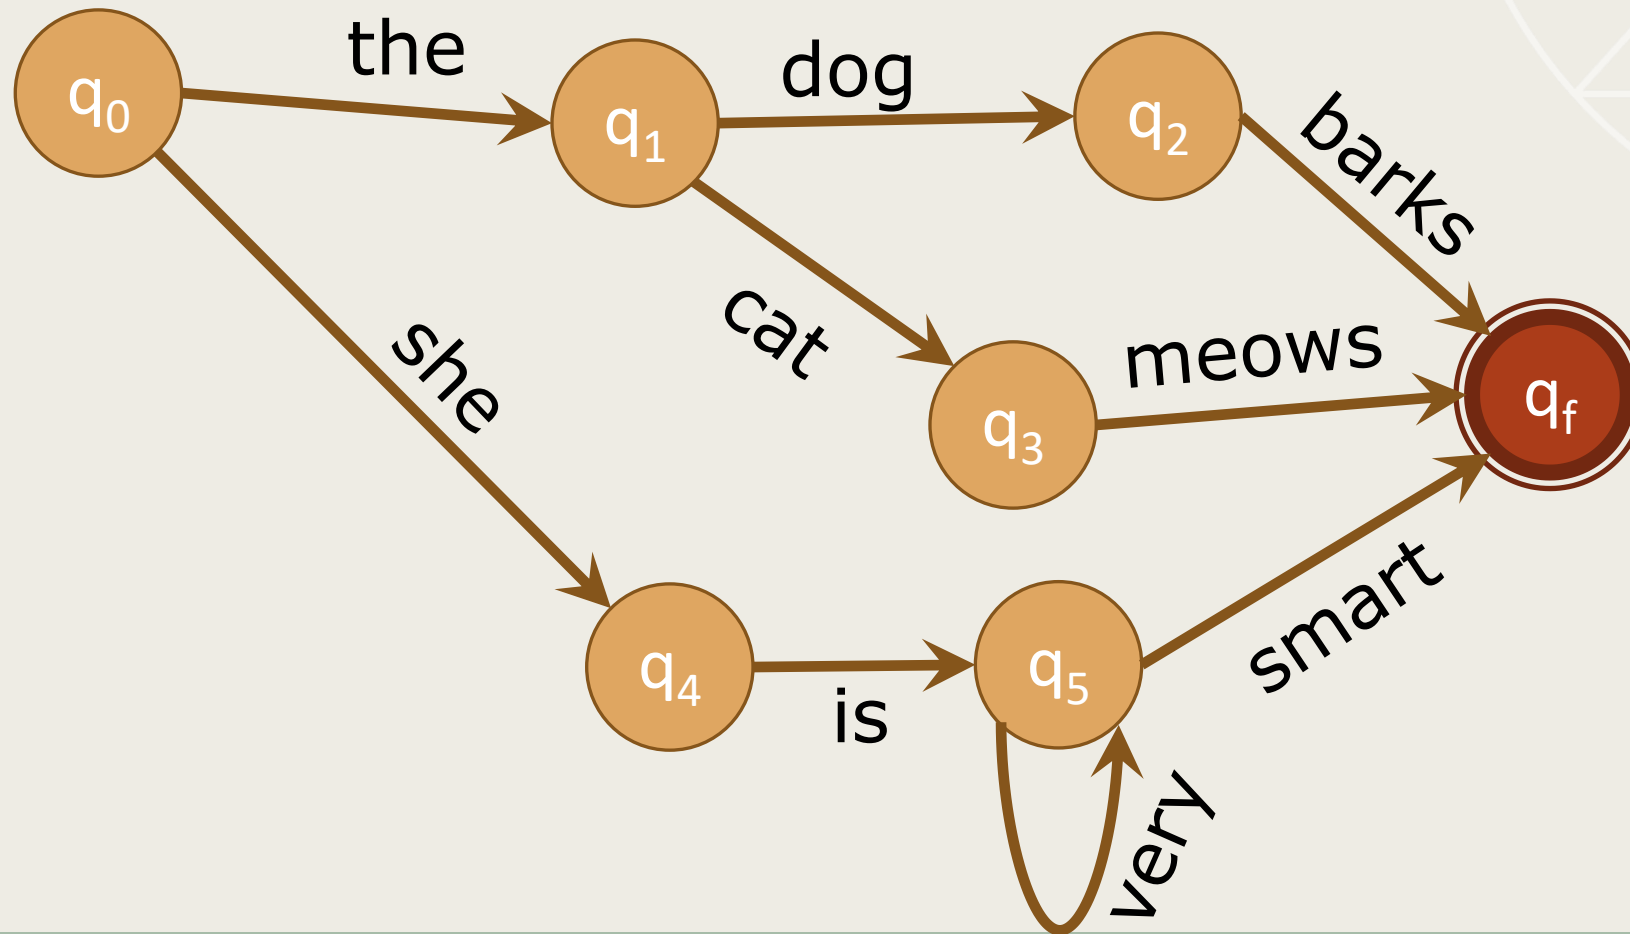 the
dog
q0
q1
q2
barks
she
cat
meows
q3
qf
smart
q4
is
q5
very